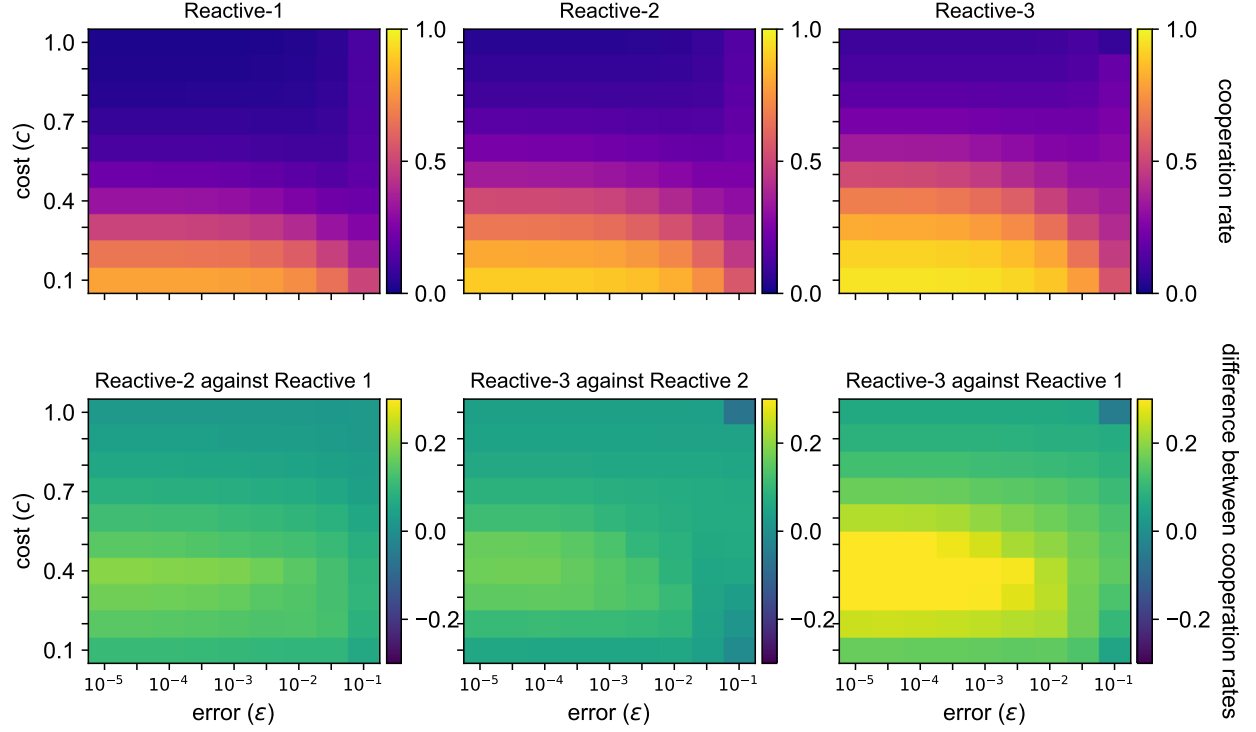 Reactive-1
Reactive-2
Reactive-3
1.0
0.7
0.4
0.1
cost (c)
1.0
0.5
0.0
1.0
0.5
0.0
1.0
0.5
0.0
cooperation rate
Reactive-2 against Reactive 1
Reactive-3 against Reactive 2
Reactive-3 against Reactive 1
1.0
0.7
0.4
0.1
cost (c)
0.2
0.0
−0.2
0.2
0.0
−0.2
0.2
0.0
−0.2
difference between cooperation rates
10⁻⁵ 10⁻⁴ 10⁻³ 10⁻² 10⁻¹
10⁻⁵ 10⁻⁴ 10⁻³ 10⁻² 10⁻¹
10⁻⁵ 10⁻⁴ 10⁻³ 10⁻² 10⁻¹
error (ε)
error (ε)
error (ε)